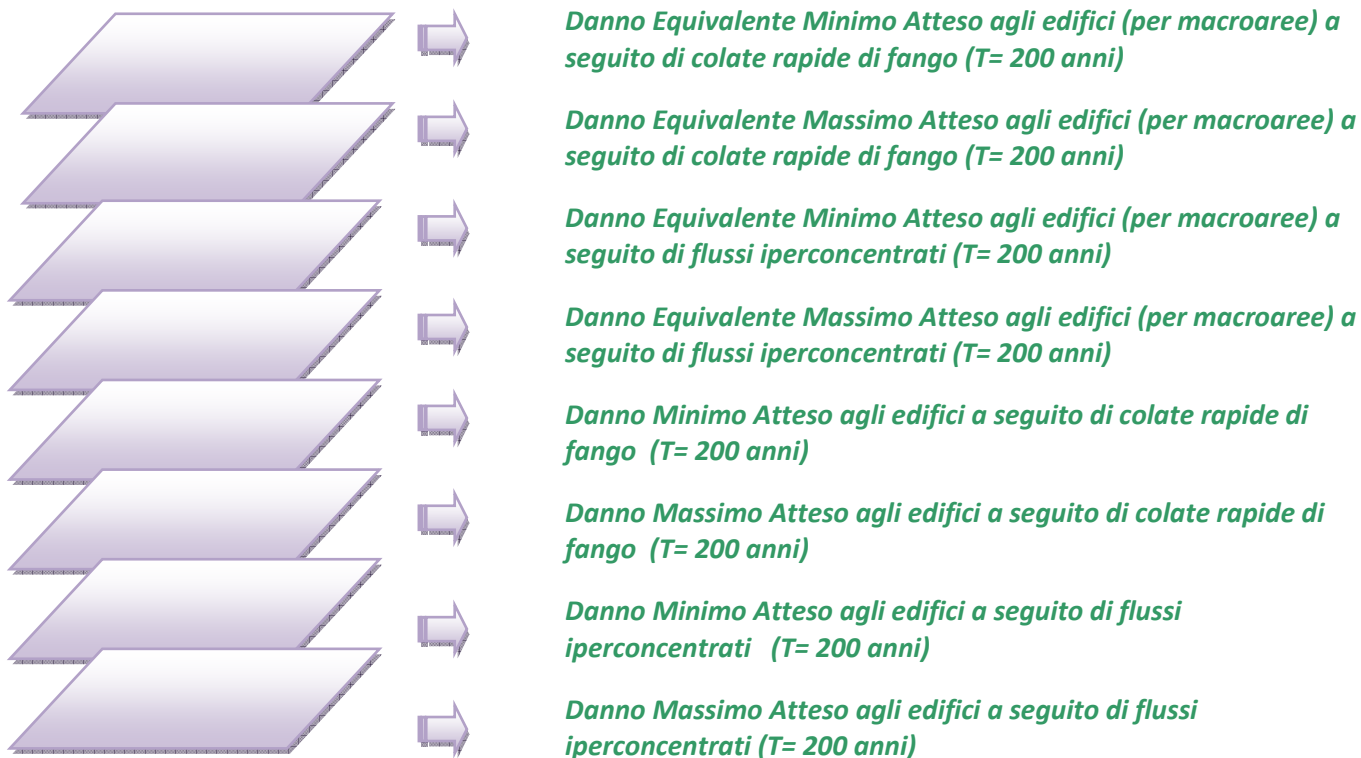 Danno Equivalente Minimo Atteso agli edifici (per macroaree) a
seguito di colate rapide di fango (T= 200 anni)
Danno Equivalente Massimo Atteso agli edifici (per macroaree) a
seguito di colate rapide di fango (T= 200 anni)
Danno Equivalente Minimo Atteso agli edifici (per macroaree) a
seguito di flussi iperconcentrati (T= 200 anni)
Danno Equivalente Massimo Atteso agli edifici (per macroaree) a
seguito di flussi iperconcentrati (T= 200 anni)
Danno Minimo Atteso agli edifici a seguito di colate rapide di
fango (T= 200 anni)
Danno Massimo Atteso agli edifici a seguito di colate rapide di
fango (T= 200 anni)
Danno Minimo Atteso agli edifici a seguito di flussi
iperconcentrati (T= 200 anni)
Danno Massimo Atteso agli edifici a seguito di flussi
iperconcentrati (T= 200 anni)